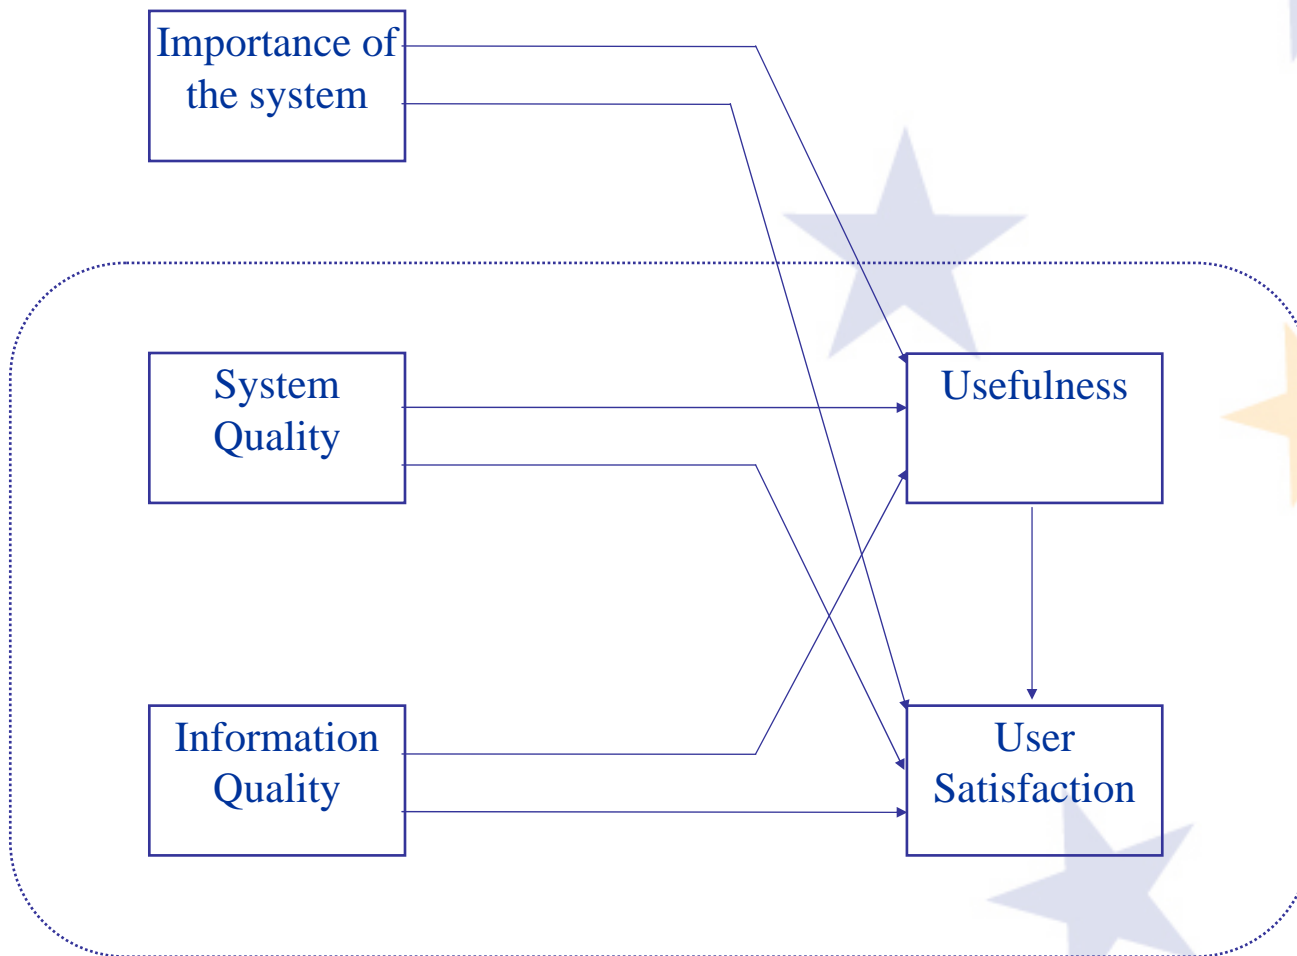 Importance of
the system
System
Quality
Usefulness
Information
Quality
User
Satisfaction